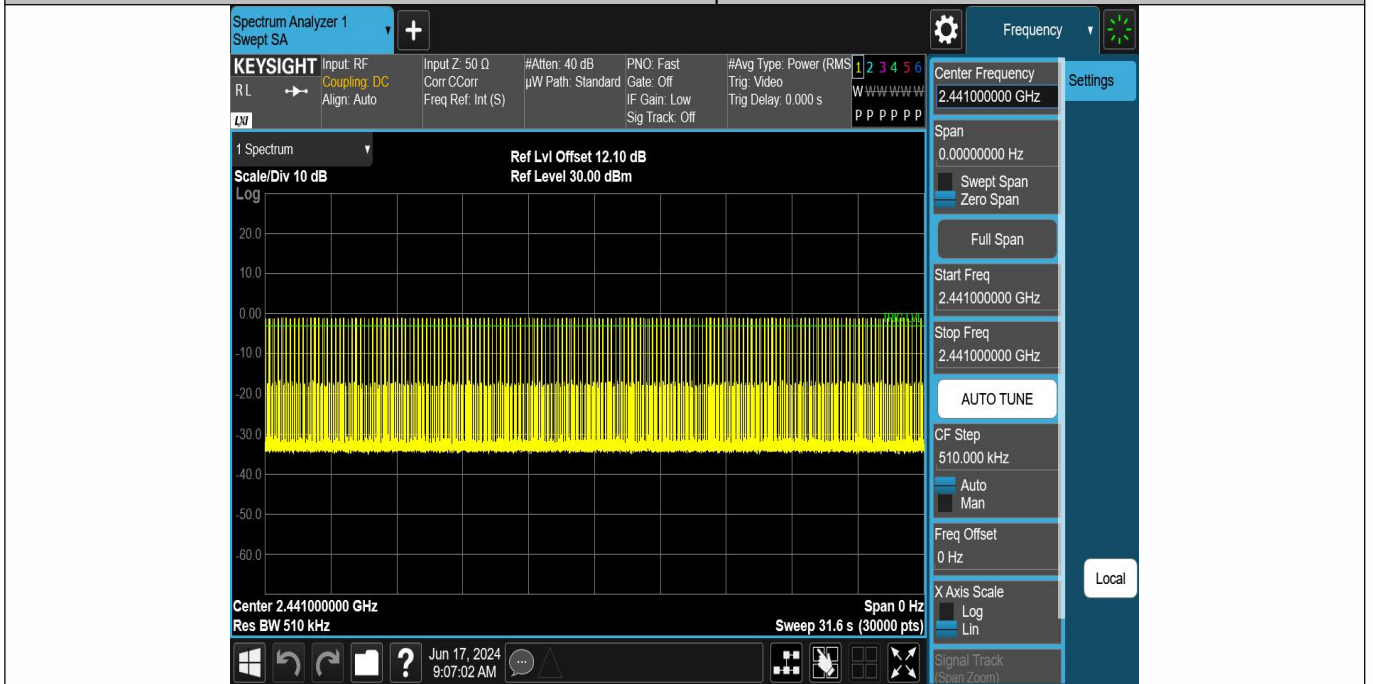 Spectrum Analyzer 1
Swept SA
+
Frequency
KEYSIGHT
RL
LXI
Input: RF
Coupling: DC
Align: Auto
Input Z: 50 Ω
Corr CCorr
Freq Ref: Int (S)
#Atten: 40 dB
µW Path: Standard
PNO: Fast
Gate: Off
IF Gain: Low
Sig Track: Off
#Avg Type: Power (RMS
Trig: Video
Trig Delay: 0.000 s
1 2 3 4 5 6
W W W W W W
P P P P P P
1 Spectrum
Scale/Div 10 dB
Ref Lvl Offset 12.10 dB
Ref Level 30.00 dBm
Log
20.0
10.0
0.00
-10.0
-20.0
-30.0
-40.0
-50.0
-60.0
TRIG LVL
Center 2.441000000 GHz
Res BW 510 kHz
Span 0 Hz
Sweep 31.6 s (30000 pts)
Center Frequency
2.441000000 GHz
Settings
Span
0.00000000 Hz
Swept Span
Zero Span
Full Span
Start Freq
2.441000000 GHz
Stop Freq
2.441000000 GHz
AUTO TUNE
CF Step
510.000 kHz
Auto
Man
Freq Offset
0 Hz
X Axis Scale
Log
Lin
Signal Track
(Span Zoom)
Local
?
Jun 17, 2024
9:07:02 AM